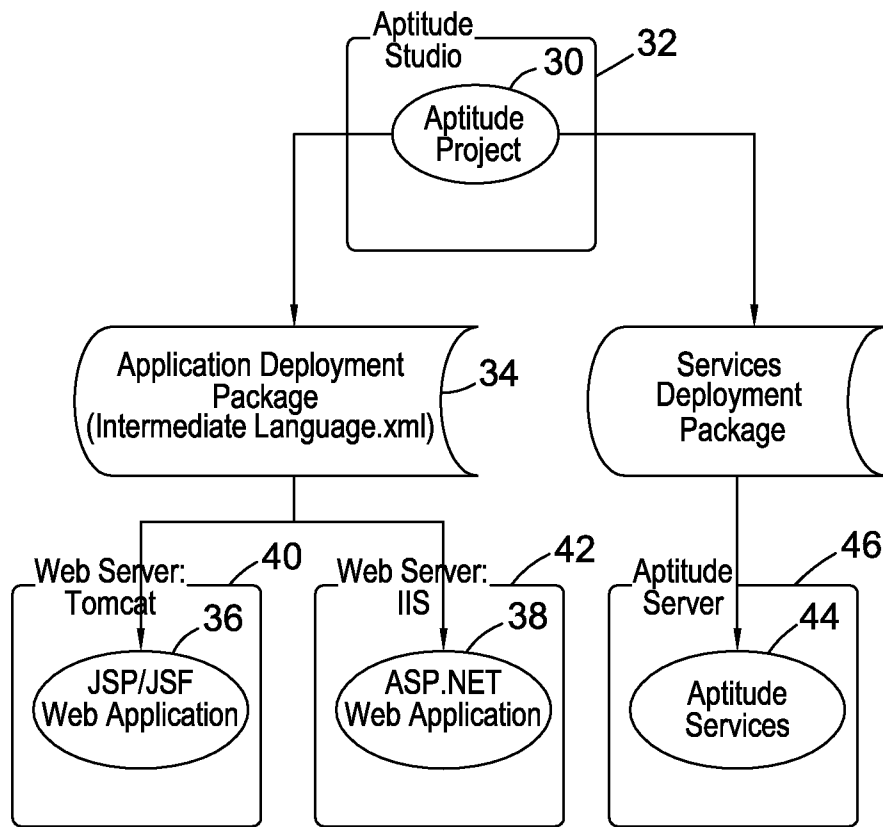 Aptitude
Studio
30
32
Aptitude
Project
Application Deployment
Package
(Intermediate Language.xml)
34
Services
Deployment
Package
Web Server:
Tomcat
40
Web Server:
IIS
42
Aptitude
Server
46
36
JSP/JSF
Web Application
38
ASP.NET
Web Application
44
Aptitude
Services